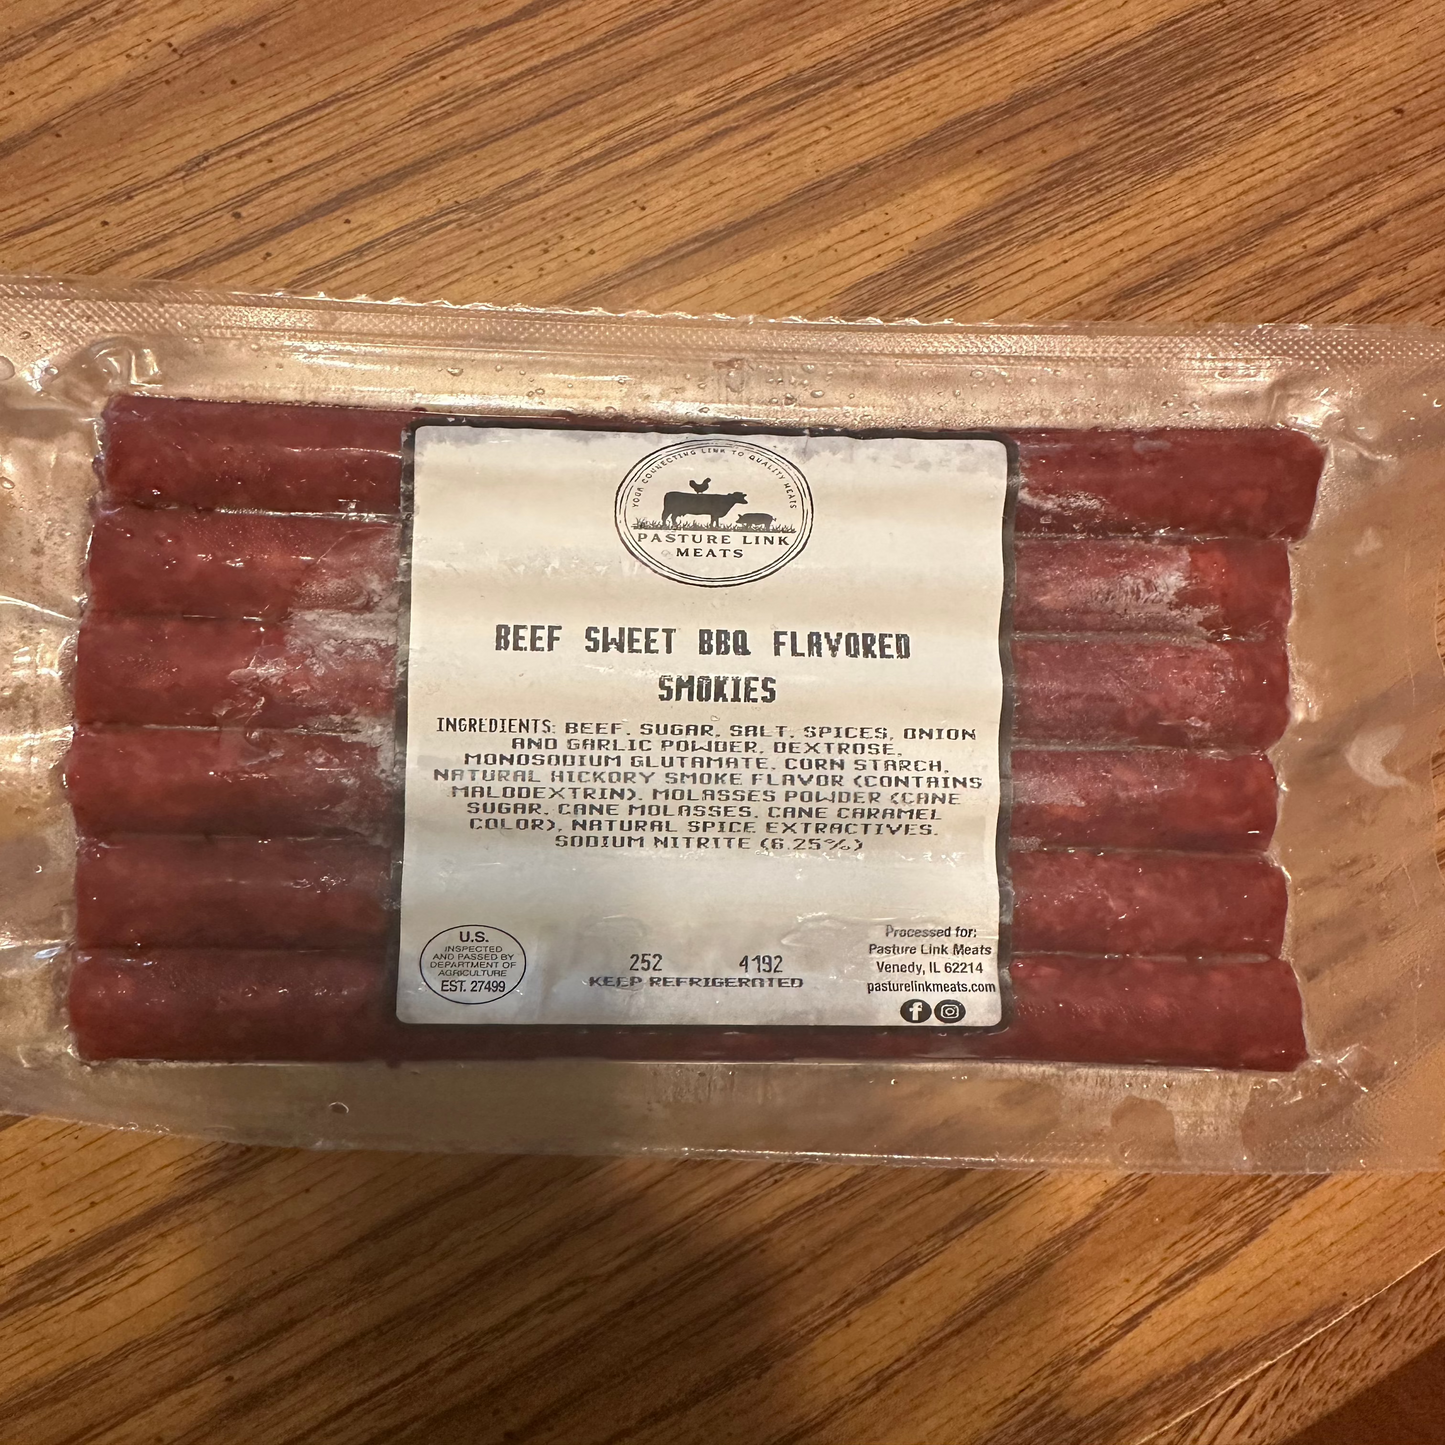 YOUR CONNECTING LINK TO QUALITY MEATS
PASTURE LINK
MEATS
BEEF SWEET BBQ FLAVORED
SMOKIES
INGREDIENTS: BEEF, SUGAR, SALT, SPICES, ONION
AND GARLIC POWDER, DEXTROSE,
MONOSODIUM GLUTAMATE, CORN STARCH,
NATURAL HICKORY SMOKE FLAVOR (CONTAINS
MALODEXTRIN), MOLASSES POWDER (CANE
SUGAR, CANE MOLASSES, CANE CARAMEL
COLOR), NATURAL SPICE EXTRACTIVES,
SODIUM NITRITE (6.25%)
U.S.
INSPECTED
AND PASSED BY
DEPARTMENT OF
AGRICULTURE
EST. 27499
252 4192
KEEP REFRIGERATED
Processed for:
Pasture Link Meats
Venedy, IL 62214
pasturelinkmeats.com